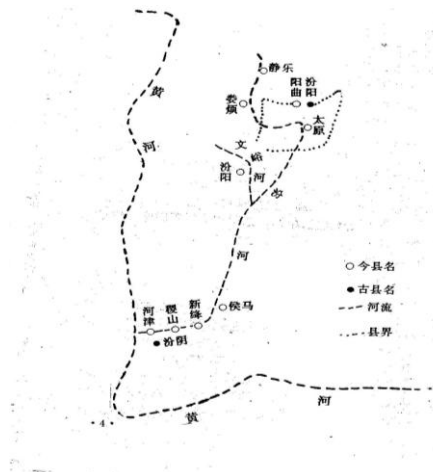 静乐
阳曲
汾阳
娄烦
太原
黄
河
文
峪
河
汾阳
汾
河
○今县名
●古县名
河流
县界
河津
稷山
新绛
侯马
汾阴
黄
河
·4·